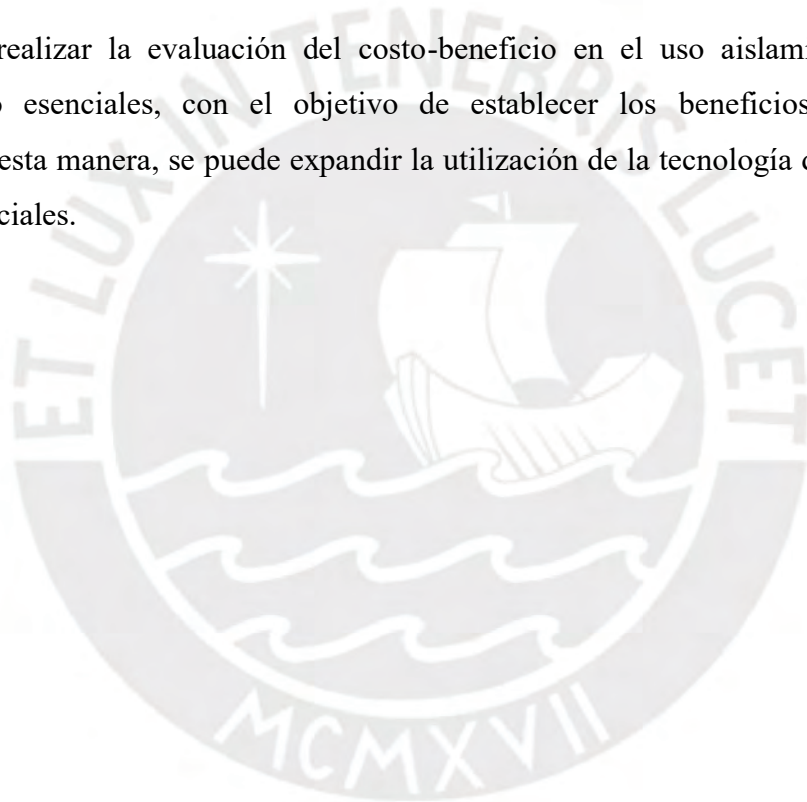 realizar la evaluación del costo-beneficio en el uso
esenciales, con el objetivo de establecer los beneficios
esta manera, se puede expandir la utilización de la tecnología
ciales.
ET LUX IN TENEBRIS LUCET
MCMXVII